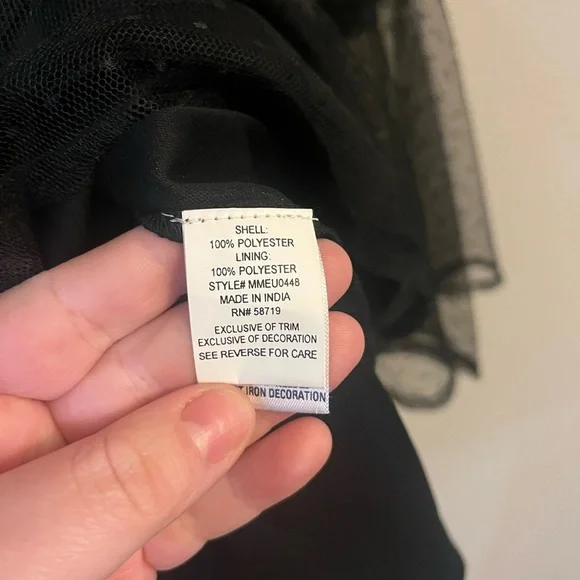 SHELL:
100% POLYESTER
LINING:
100% POLYESTER
STYLE# MMEU0448
MADE IN INDIA
RN# 58719
EXCLUSIVE OF TRIM
EXCLUSIVE OF DECORATION
SEE REVERSE FOR CARE
IRON DECORATION